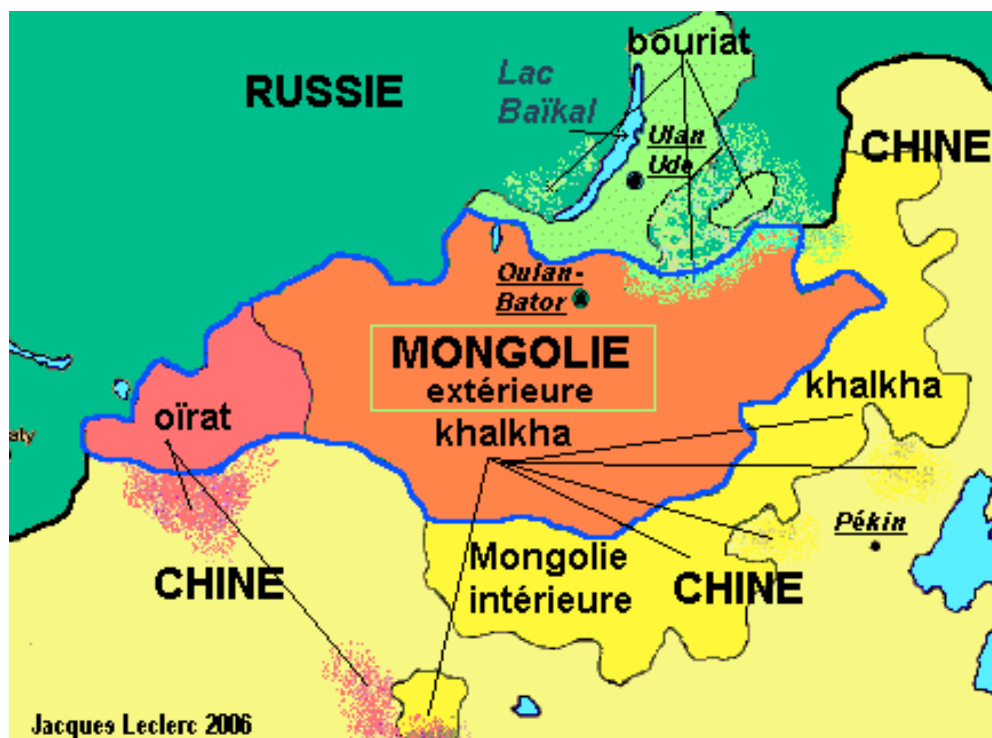 bouriat
Lac
Baïkal
RUSSIE
Ulan
Ude
CHINE
Oulan-
Bator
MONGOLIE
extérieure
khalkha
khalkha
oïrat
aty
Pékin
Mongolie
intérieure
CHINE
CHINE
Jacques Leclerc 2006